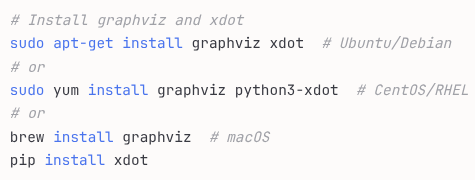 # Install graphviz and xdot
sudo apt-get install graphviz xdot  # Ubuntu/Debian
# or
sudo yum install graphviz python3-xdot  # CentOS/RHEL
# or
brew install graphviz  # macOS
pip install xdot